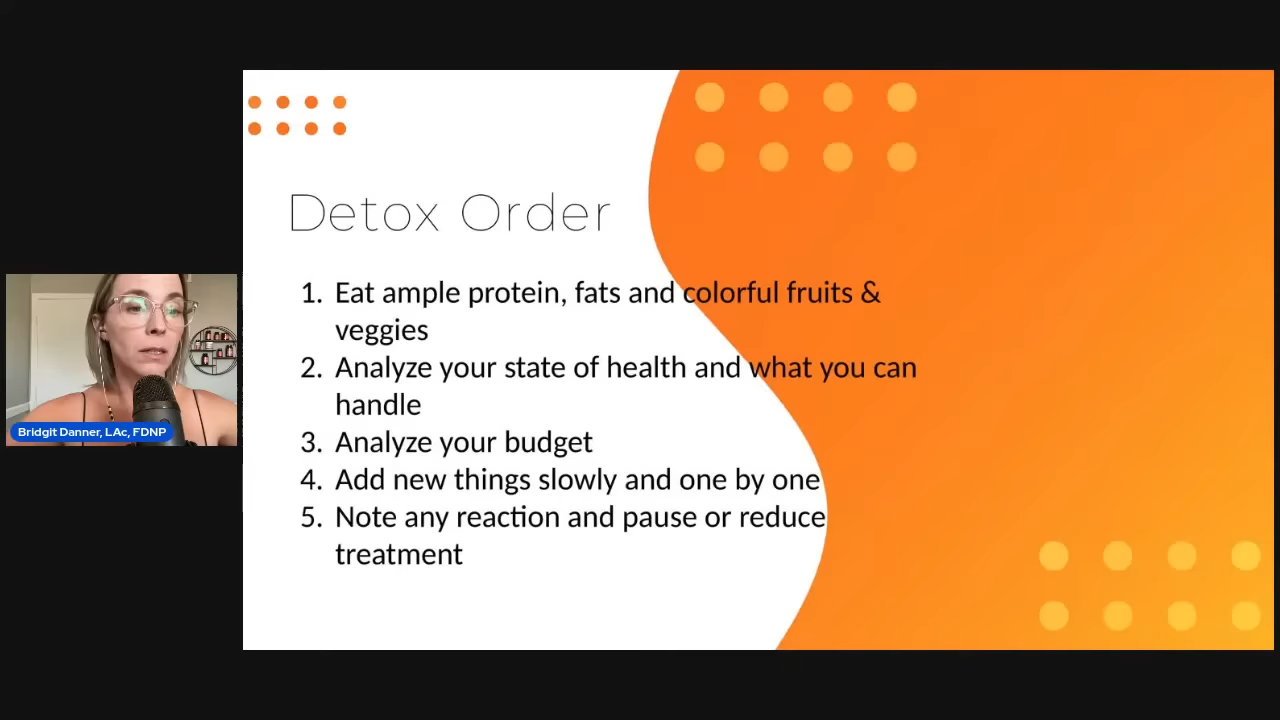 Detox Order
1. Eat ample protein, fats and colorful fruits &
veggies
2. Analyze your state of health and what you can
handle
3. Analyze your budget
4. Add new things slowly and one by one
5. Note any reaction and pause or reduce
treatment
Bridgit Danner, LAc, FDNP